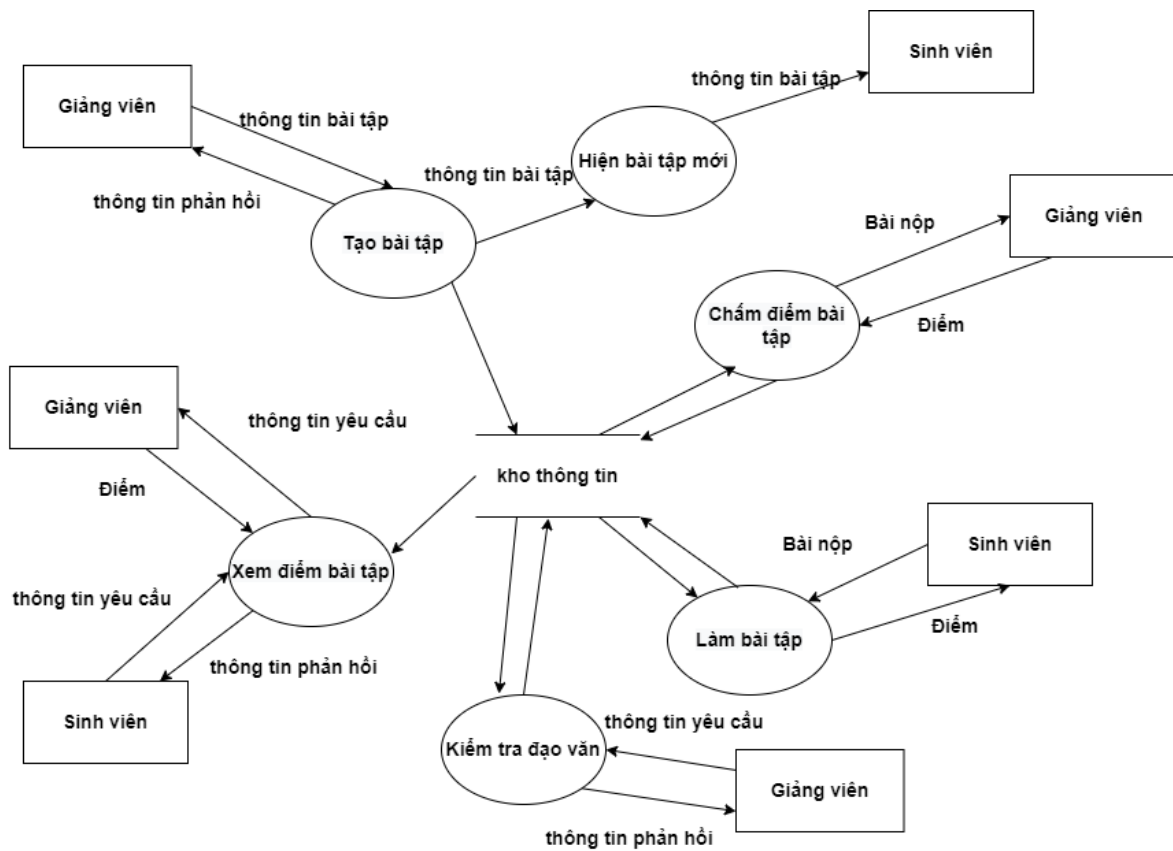 Sinh viên
thông tin bài tập
Giảng viên
thông tin bài tập
Hiện bài tập mới
thông tin bài tập
thông tin phản hồi
Tạo bài tập
Bài nộp
Giảng viên
Chấm điểm bài
tập
Điểm
Giảng viên
thông tin yêu cầu
kho thông tin
Điểm
Bài nộp
Sinh viên
Xem điểm bài tập
thông tin yêu cầu
Làm bài tập
Điểm
thông tin phản hồi
Sinh viên
thông tin yêu cầu
Kiểm tra đạo văn
Giảng viên
thông tin phản hồi